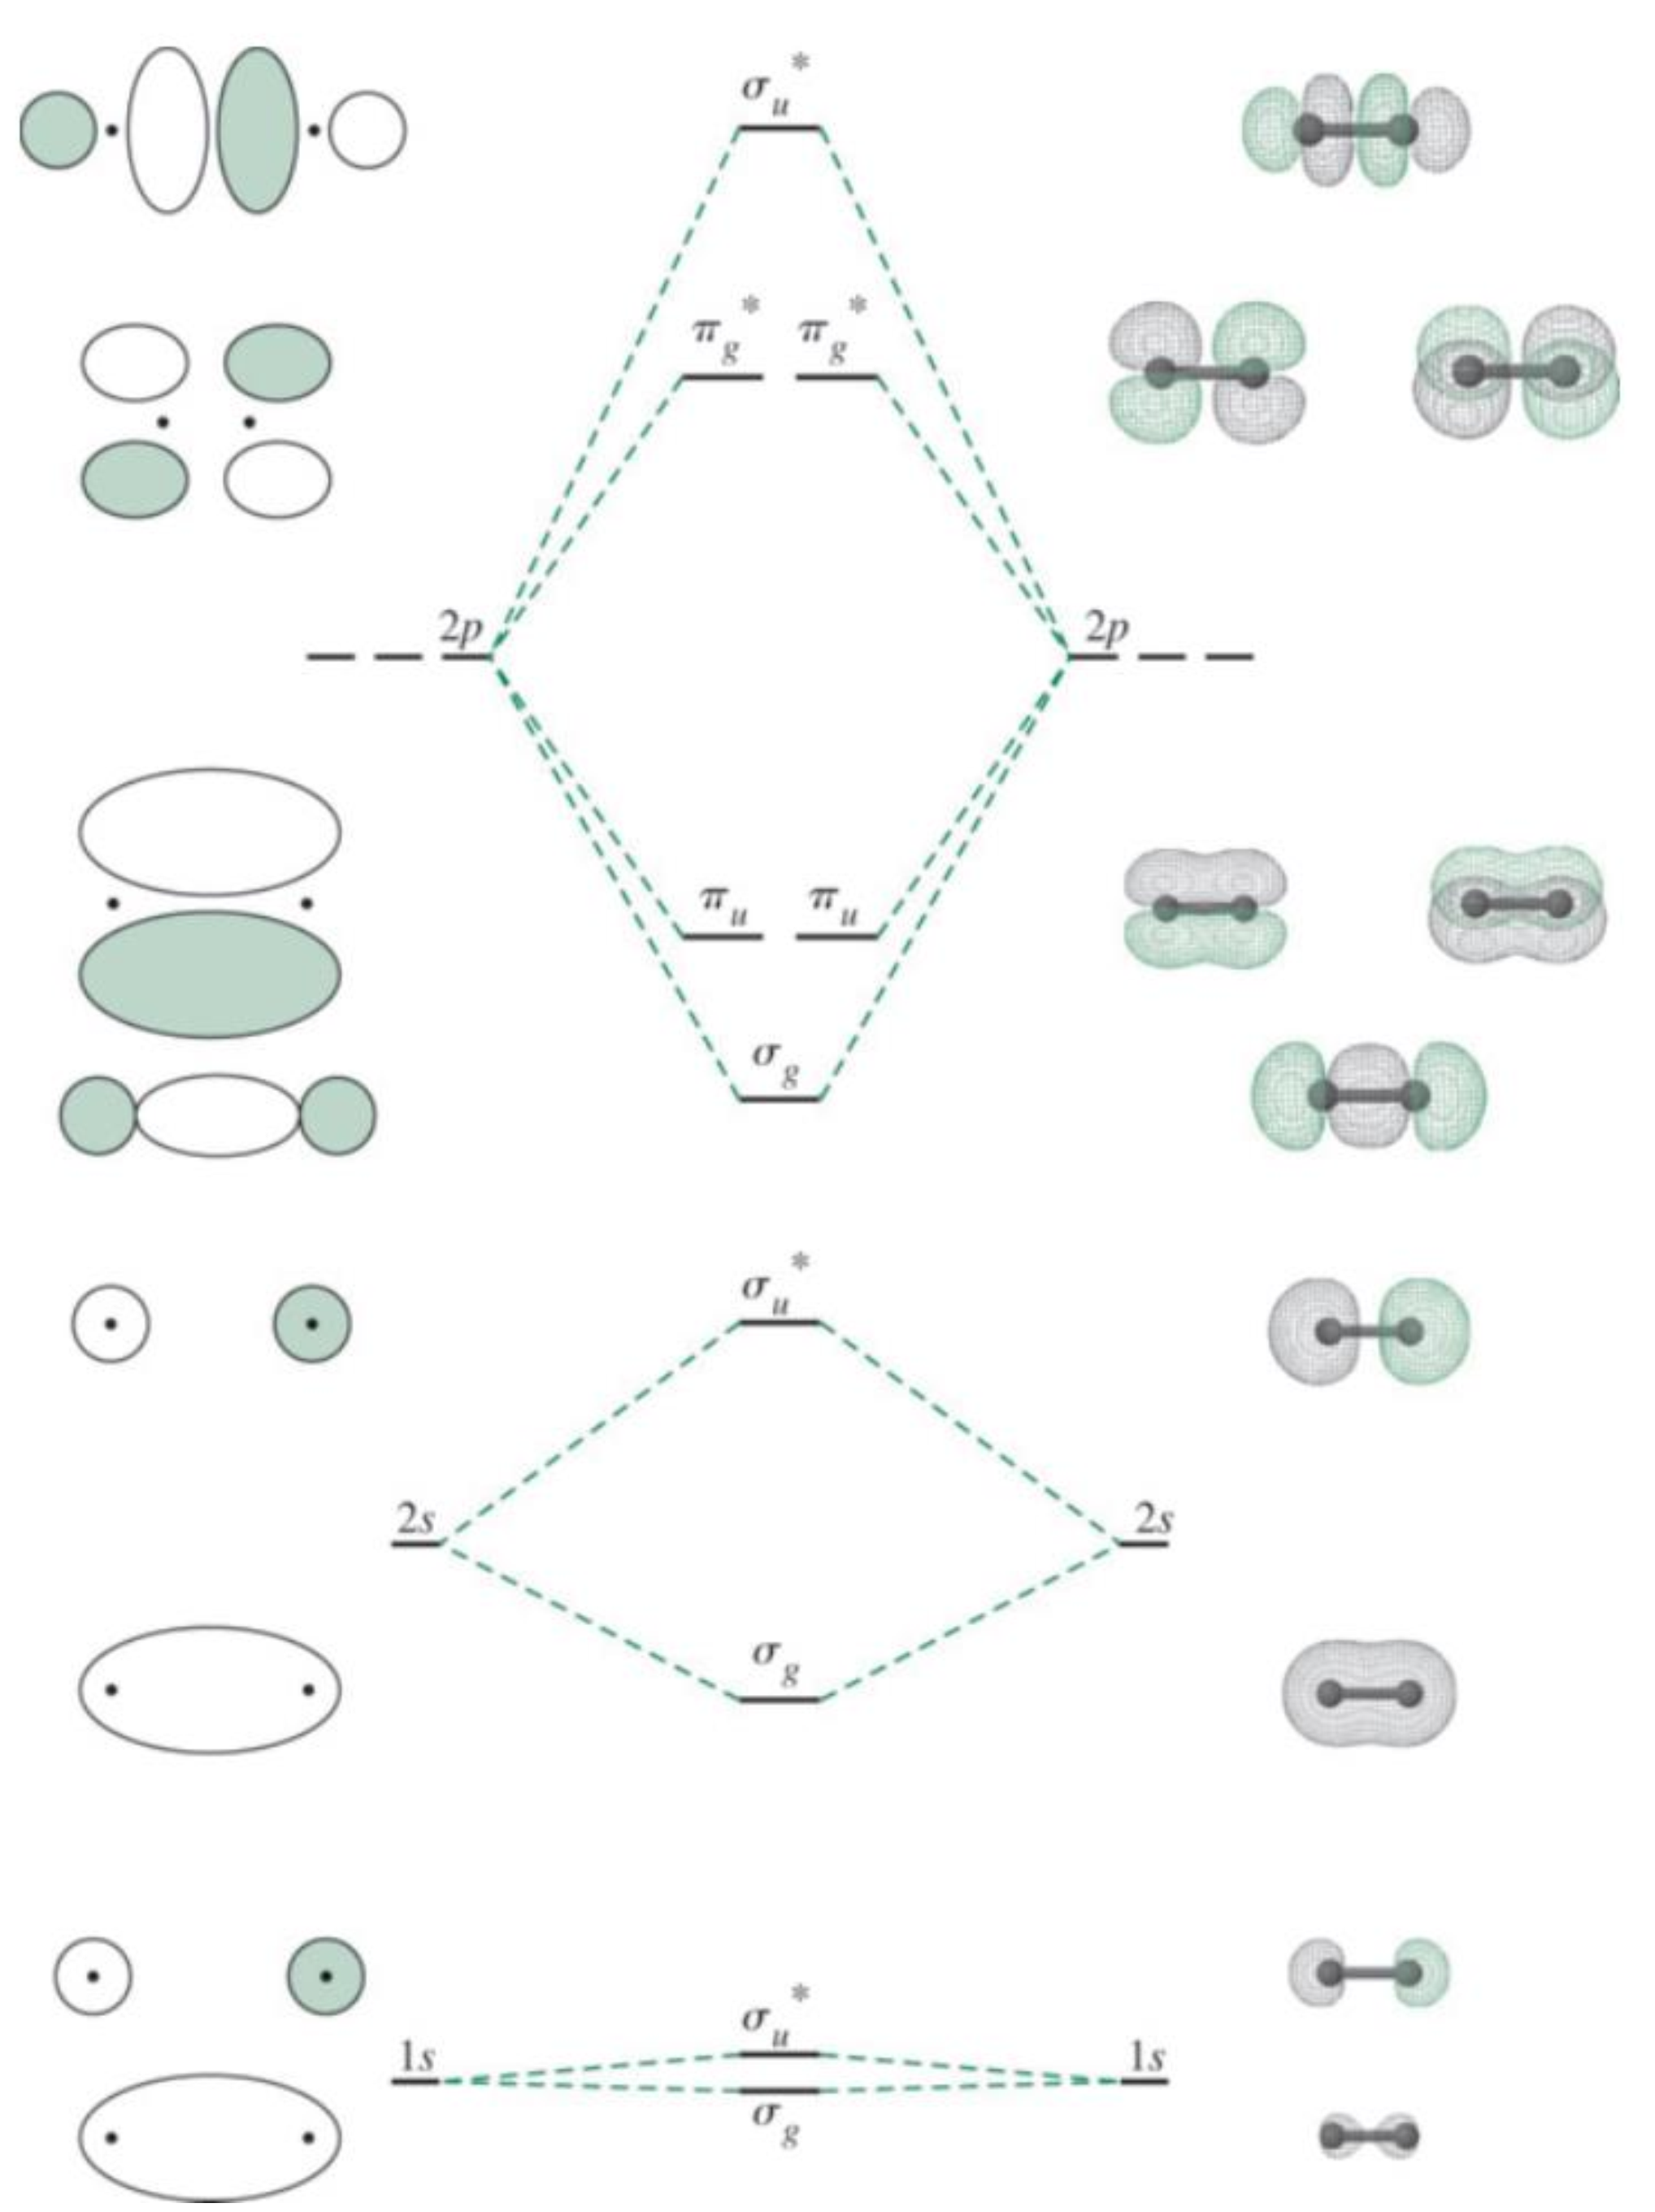 σu*
πg* πg*
2p 2p
πu πu
σg
σu*
2s 2s
σg
σu*
1s 1s
σg